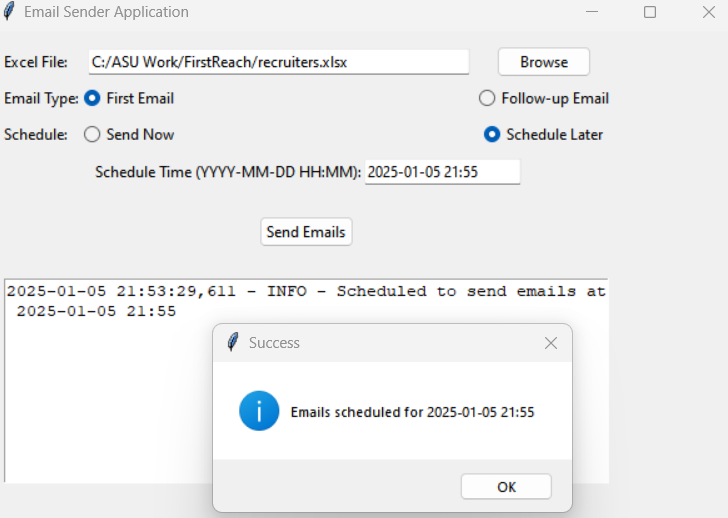 Email Sender Application
Excel File: C:/ASU Work/FirstReach/recruiters.xlsx Browse
Email Type: First Email Follow-up Email
Schedule: Send Now Schedule Later
Schedule Time (YYYY-MM-DD HH:MM): 2025-01-05 21:55
Send Emails
2025-01-05 21:53:29,611 - INFO - Scheduled to send emails at
2025-01-05 21:55
Success
Emails scheduled for 2025-01-05 21:55
OK